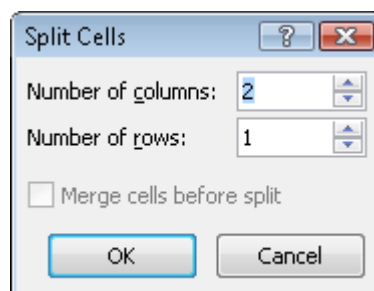 Split Cells
Number of columns: 2
Number of rows: 1
Merge cells before split
OK Cancel